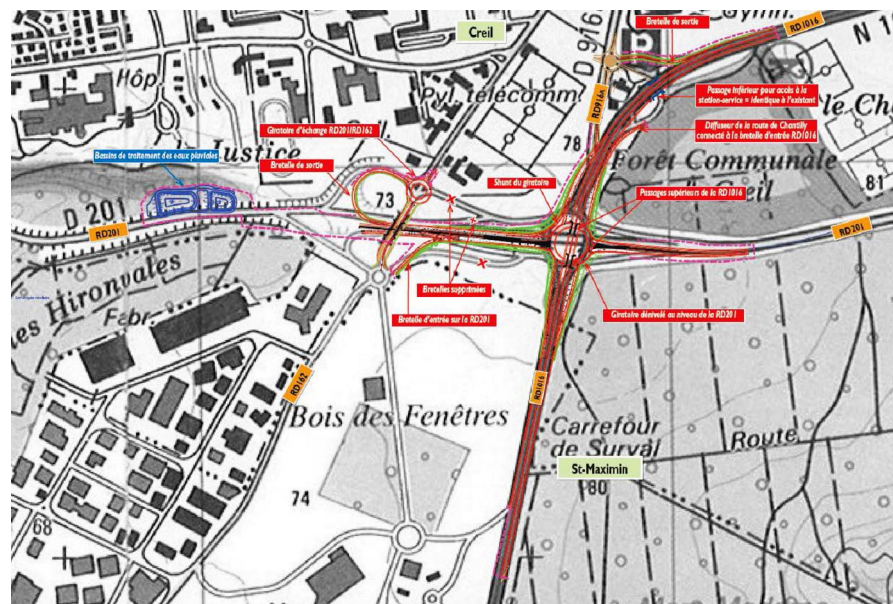 Creil
Bretelle de sortie
RD1016
D 916
N 1
Hôp
Pyl. télécomm.
RD916A
Passage inférieur pour accès à la
station-service = identique à l'existant
Giratoire d'échange RD201/RD162
Diffuseur de la route de Chantilly
connecté à la bretelle d'entrée RD1016
Bassins de traitement des eaux pluviales
Justice
Bretelle de sortie
78
Forêt Communale
Shunt du giratoire
Passages supérieurs de la RD1016
73
81
D 201
RD201
RD201
Bretelles supprimées
Bretelle d'entrée sur la RD201
Giratoire dénivelé au niveau de la RD201
Hironvales
Fabr.
RD162
RD1016
Bois des Fenêtres
Carrefour
de Surval
Route
St-Maximin
80
74
68